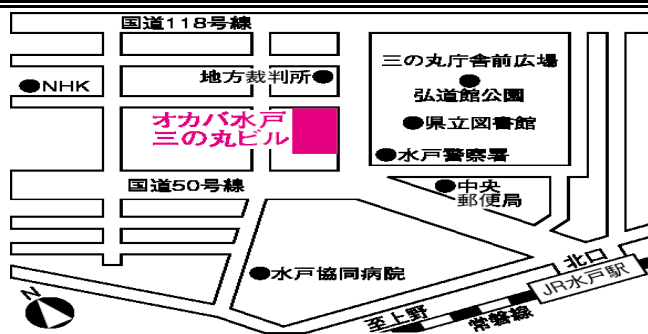 国道118号線
三の丸庁舎前広場
NHK
地方裁判所
弘道館公園
オカバ水戸
三の丸ビル
県立図書館
水戸警察署
国道50号線
中央
郵便局
水戸協同病院
北口
JR水戸駅
N
至上野
常磐線